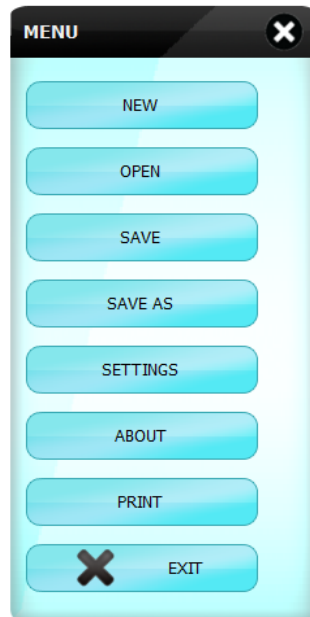 MENU
NEW
OPEN
SAVE
SAVE AS
SETTINGS
ABOUT
PRINT
EXIT